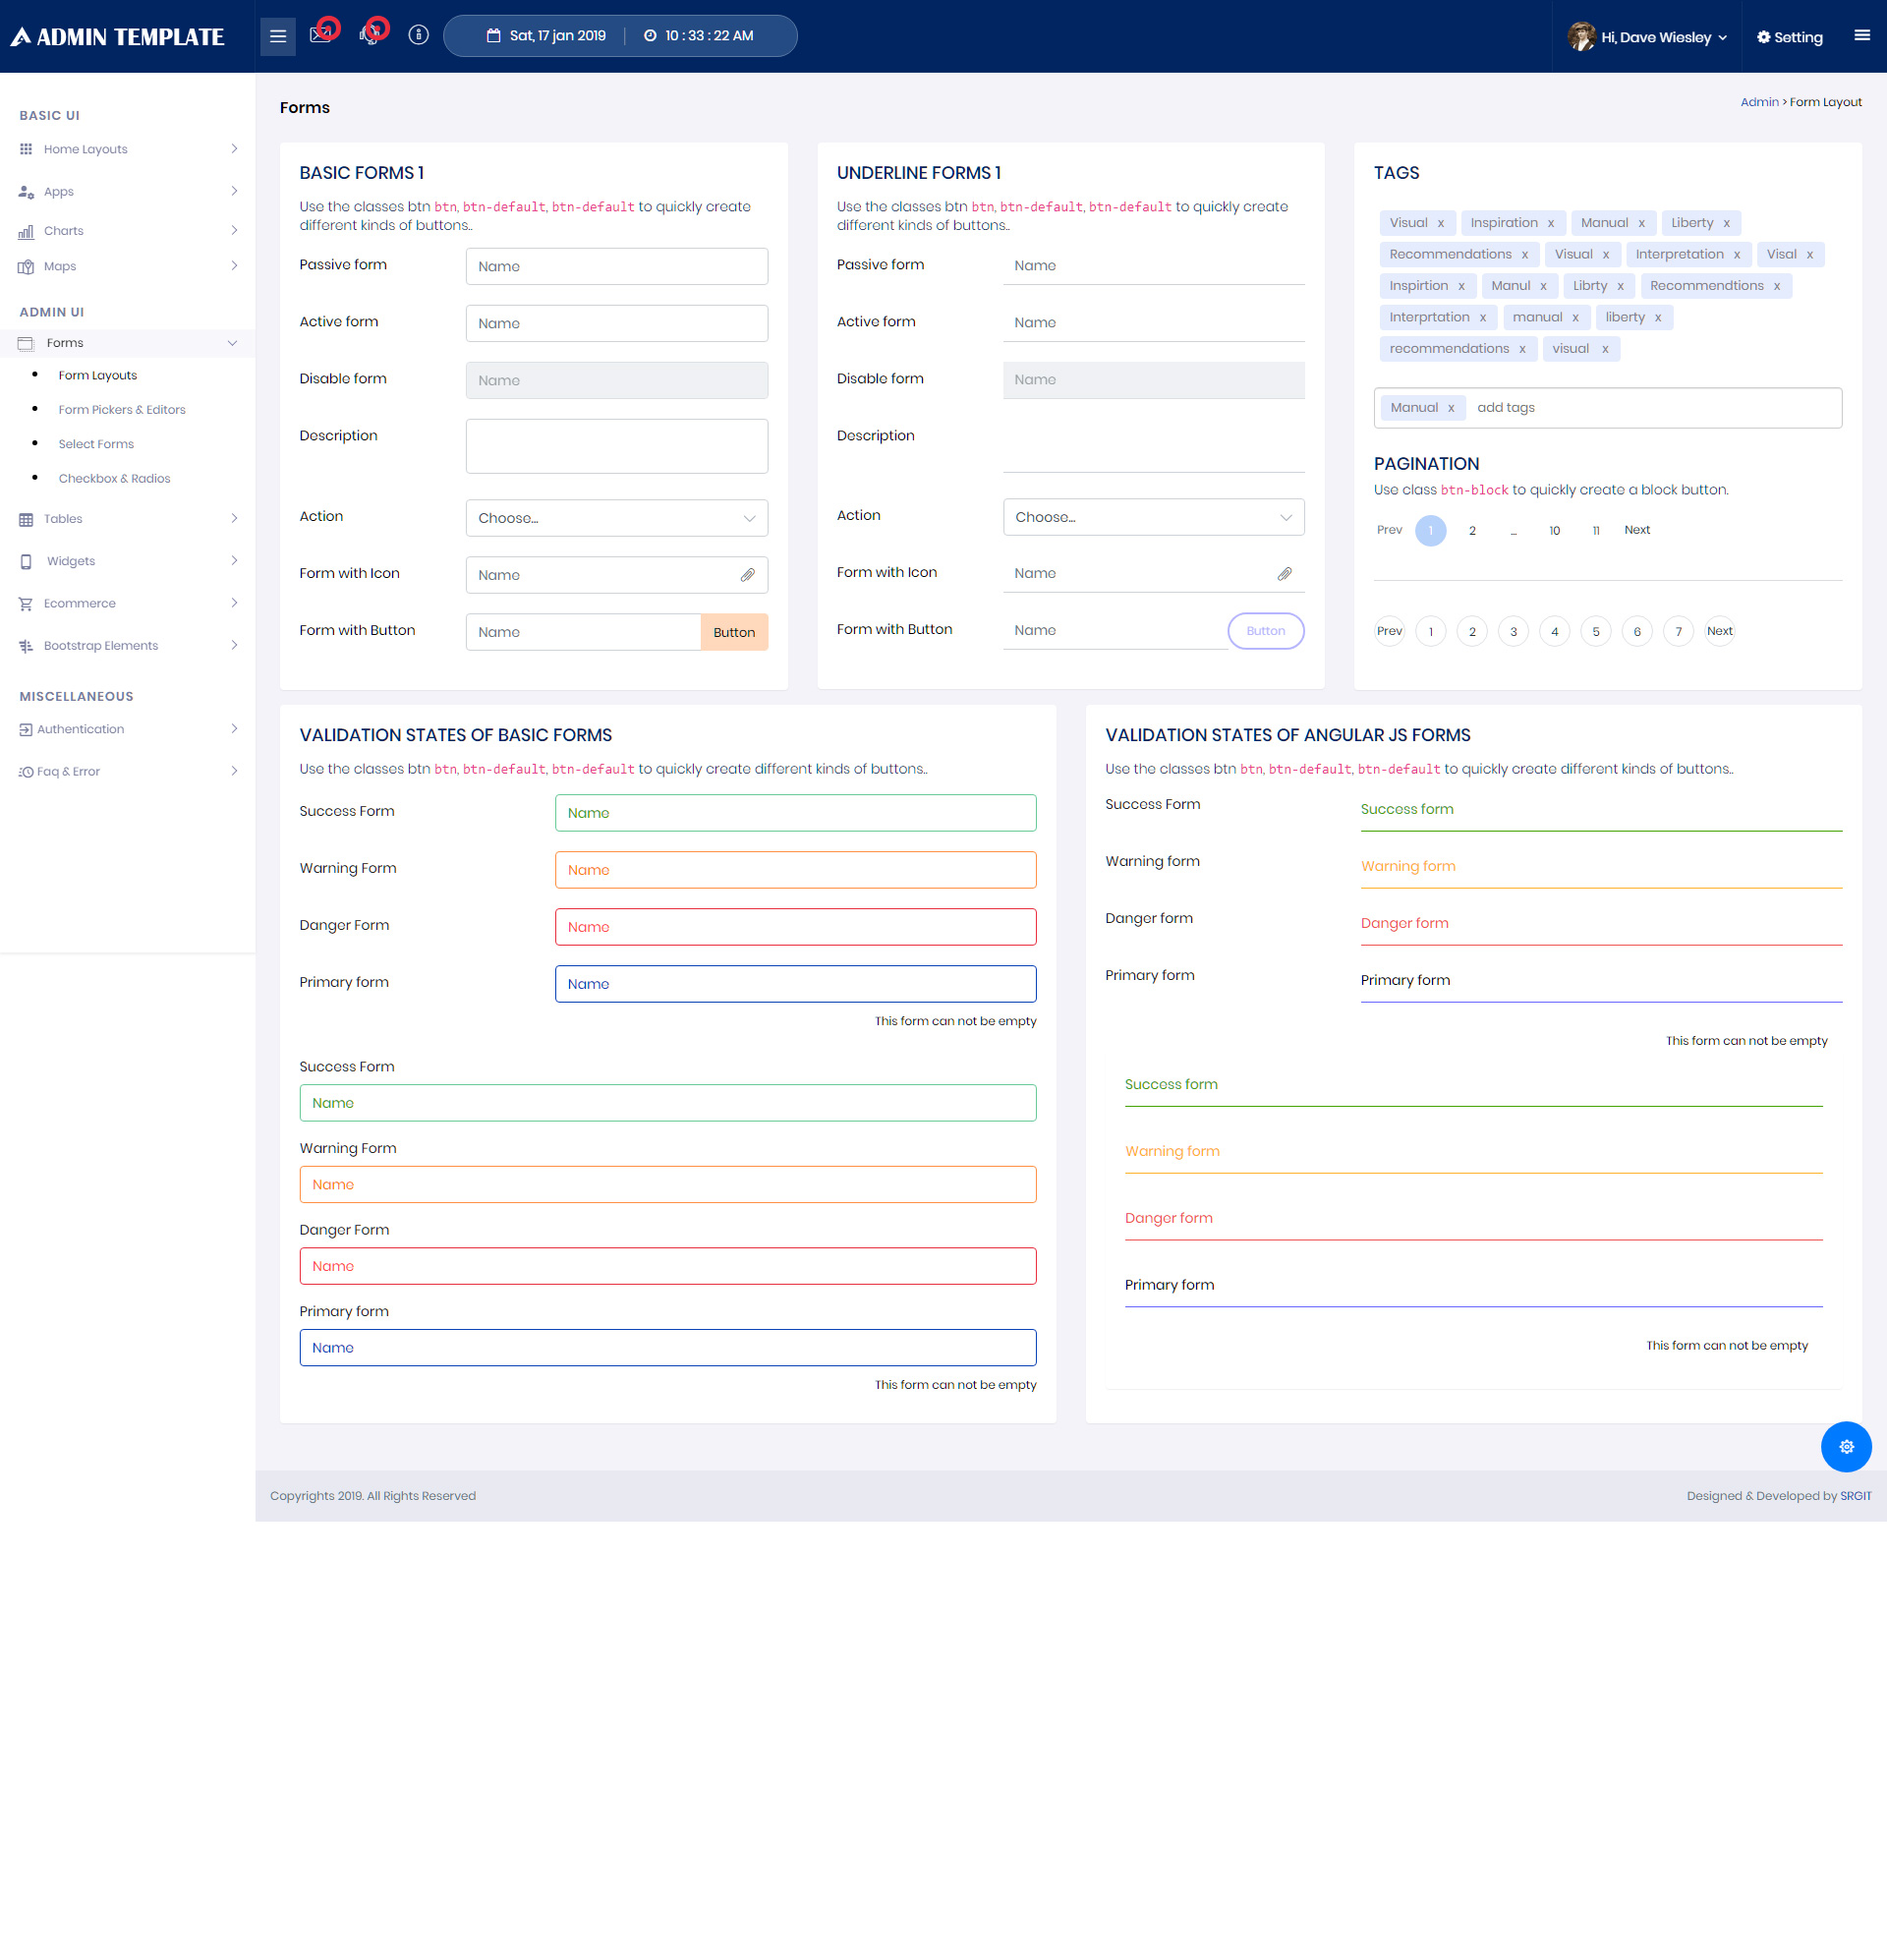 ADMIN TEMPLATE
Sat, 17 jan 2019
10 : 33 : 22 AM
Hi, Dave Wiesley
Setting
BASIC UI
Home Layouts
Apps
Charts
Maps
ADMIN UI
Forms
Form Layouts
Form Pickers & Editors
Select Forms
Checkbox & Radios
Tables
Widgets
Ecommerce
Bootstrap Elements
MISCELLANEOUS
Authentication
Faq & Error
Forms
Admin > Form Layout
BASIC FORMS 1
Use the classes btn btn, btn-default, btn-default to quickly create
different kinds of buttons..
Passive form Name
Active form Name
Disable form Name
Description
Action Choose...
Form with Icon Name
Form with Button Name Button
UNDERLINE FORMS 1
Use the classes btn btn, btn-default, btn-default to quickly create
different kinds of buttons..
Passive form Name
Active form Name
Disable form Name
Description
Action Choose...
Form with Icon Name
Form with Button Name Button
TAGS
Visual x Inspiration x Manual x Liberty x
Recommendations x Visual x Interpretation x Visal x
Inspirtion x Manul x Librty x Recommendtions x
Interprtation x manual x liberty x
recommendations x visual x
Manual x add tags
PAGINATION
Use class btn-block to quickly create a block button.
Prev 1 2 ... 10 11 Next
Prev 1 2 3 4 5 6 7 Next
VALIDATION STATES OF BASIC FORMS
Use the classes btn btn, btn-default, btn-default to quickly create different kinds of buttons..
Success Form Name
Warning Form Name
Danger Form Name
Primary form Name
This form can not be empty
Success Form
Name
Warning Form
Name
Danger Form
Name
Primary form
Name
This form can not be empty
VALIDATION STATES OF ANGULAR JS FORMS
Use the classes btn btn, btn-default, btn-default to quickly create different kinds of buttons..
Success Form Success form
Warning form Warning form
Danger form Danger form
Primary form Primary form
This form can not be empty
Success form
Warning form
Danger form
Primary form
This form can not be empty
Copyrights 2019. All Rights Reserved
Designed & Developed by SRGIT